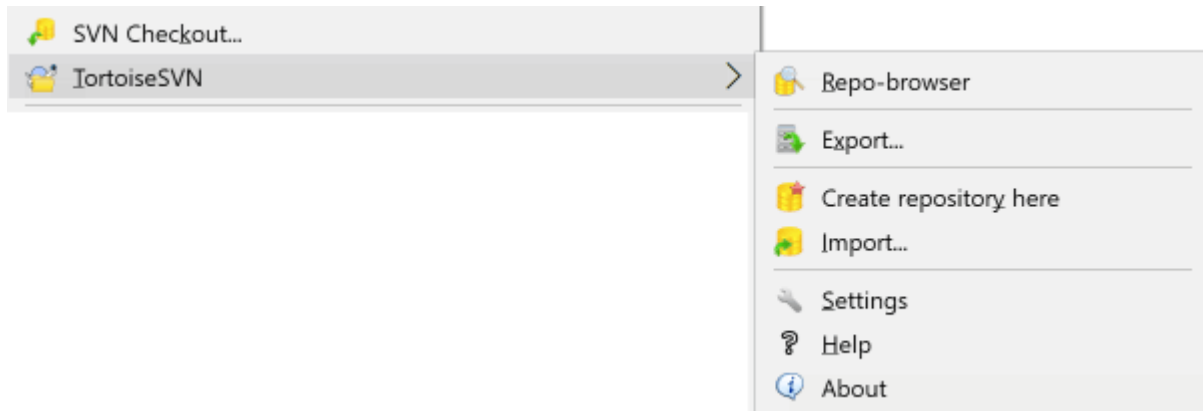 SVN Checkout...
TortoiseSVN
Repo-browser
Export...
Create repository here
Import...
Settings
Help
About